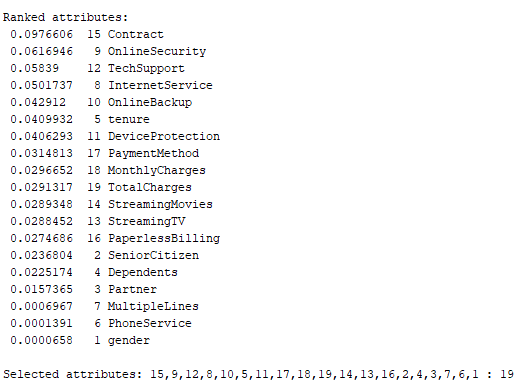 Ranked attributes:
0.0976606 15 Contract
0.0616946 9 OnlineSecurity
0.05839 12 TechSupport
0.0501737 8 InternetService
0.042912 10 OnlineBackup
0.0409932 5 tenure
0.0406293 11 DeviceProtection
0.0314813 17 PaymentMethod
0.0296652 18 MonthlyCharges
0.0291317 19 TotalCharges
0.0289348 14 StreamingMovies
0.0288452 13 StreamingTV
0.0274686 16 PaperlessBilling
0.0236804 2 SeniorCitizen
0.0225174 4 Dependents
0.0157365 3 Partner
0.0006967 7 MultipleLines
0.0001391 6 PhoneService
0.0000658 1 gender
Selected attributes: 15,9,12,8,10,5,11,17,18,19,14,13,16,2,4,3,7,6,1 : 19